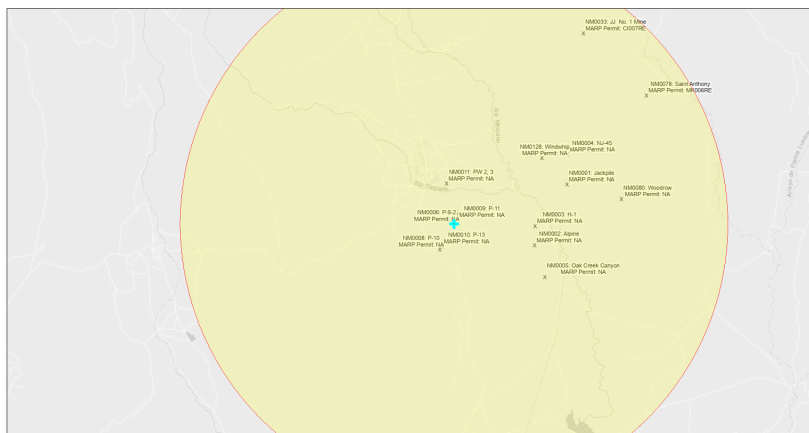 NM0033: JJ No. 1 Mine
MARP Permit: CI007RE
NM0078: Saint Anthony
MARP Permit: MK006RE
NM0004: NJ-45
MARP Permit: NA
NM0128: Windwhip
MARP Permit: NA
NM0011: PW 2, 3
MARP Permit: NA
NM0001: Jackpile
MARP Permit: NA
NM0080: Woodrow
MARP Permit: NA
NM0009: P-11
MARP Permit: NA
NM0006: P-9-2
MARP Permit: NA
NM0003: H-1
MARP Permit: NA
NM0010: P-13
MARP Permit: NA
NM0008: P-10
MARP Permit: NA
NM0002: Alpine
MARP Permit: NA
NM0005: Oak Creek Canyon
MARP Permit: NA
Rio Paguate